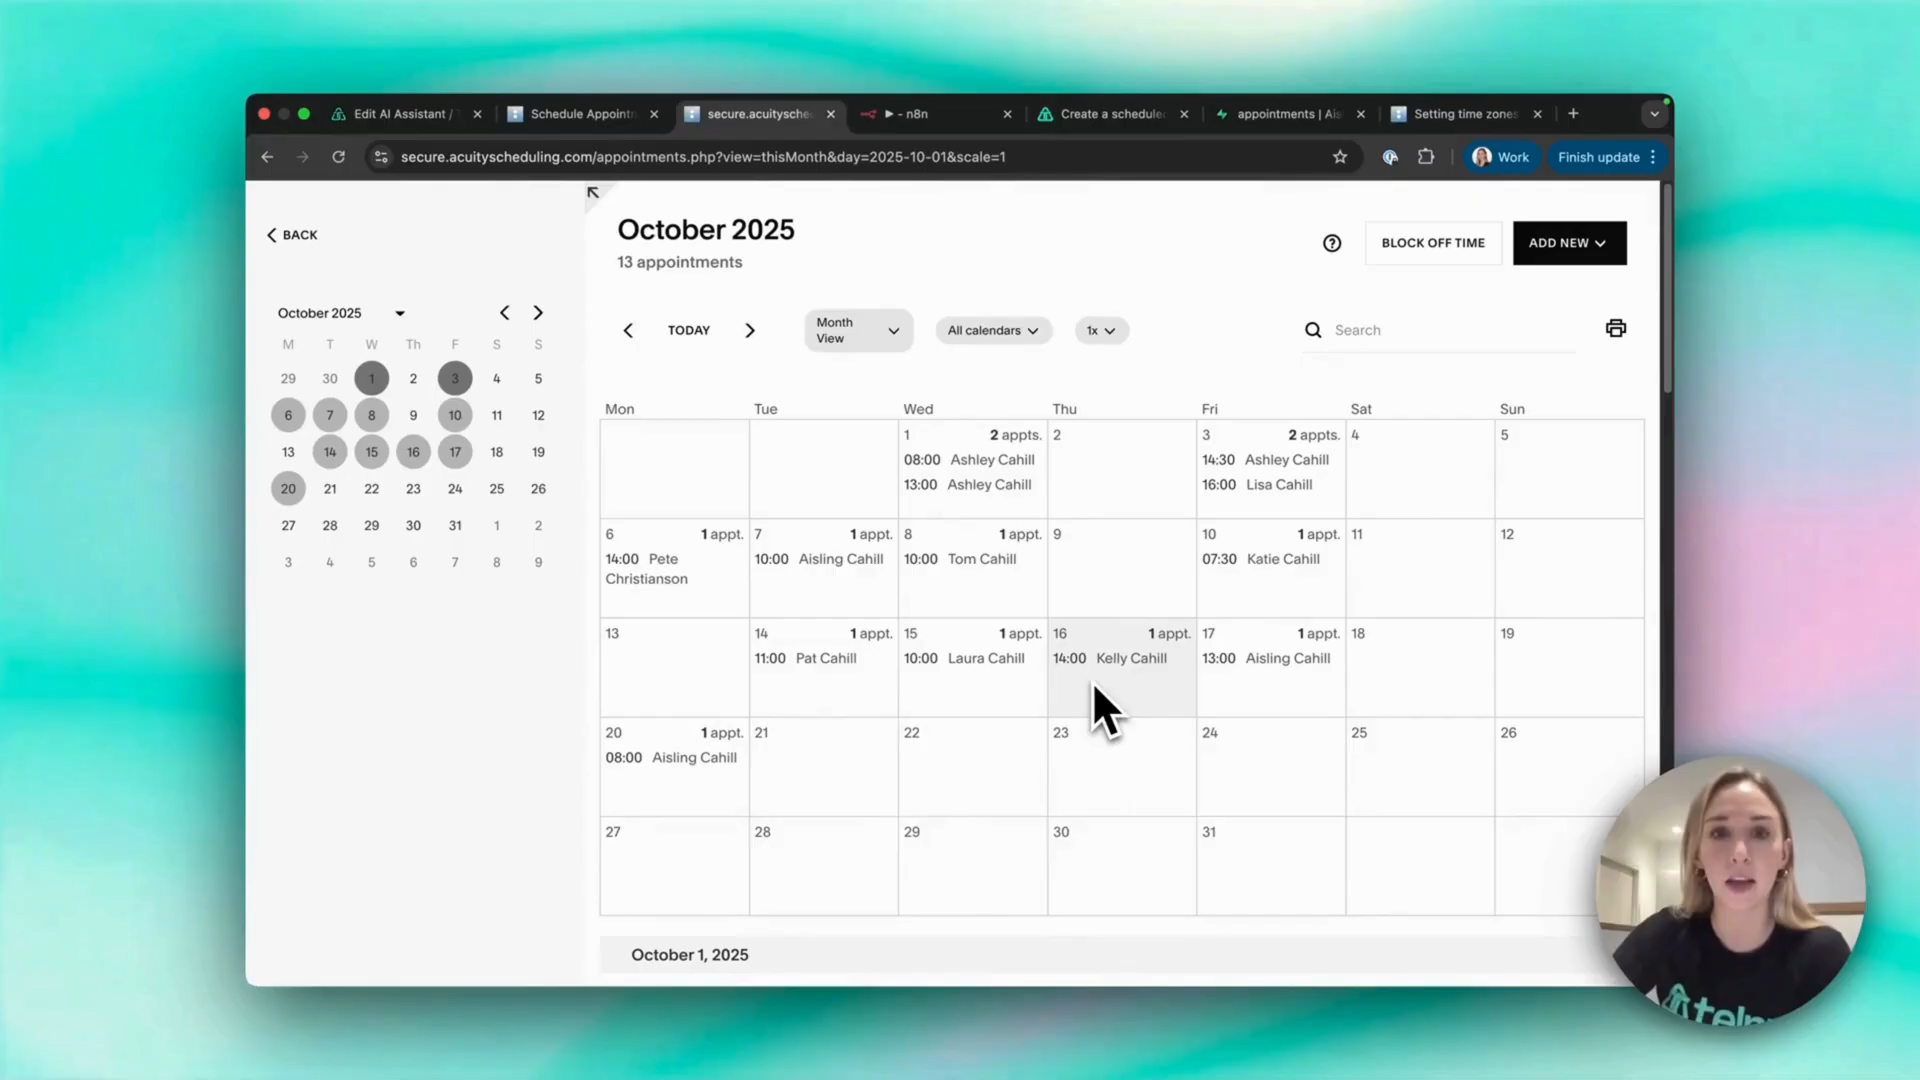 Edit AI Assistant /
Schedule Appoint
secure.acuitysche
- n8n
Create a schedule
appointments | Ais
Setting time zones
secure.acuityscheduling.com/appointments.php?view=thisMonth&day=2025-10-01&scale=1
Work
Finish update
BACK
October 2025
13 appointments
BLOCK OFF TIME
ADD NEW
October 2025
TODAY
Month View
All calendars
1x
Search
M T W Th F S S
29 30 1 2 3 4 5
6 7 8 9 10 11 12
13 14 15 16 17 18 19
20 21 22 23 24 25 26
27 28 29 30 31 1 2
3 4 5 6 7 8 9
Mon Tue Wed Thu Fri Sat Sun
1 2 appts. 2 3 2 appts. 4 5
08:00 Ashley Cahill 14:30 Ashley Cahill
13:00 Ashley Cahill 16:00 Lisa Cahill
6 1 appt. 7 1 appt. 8 1 appt. 9 10 1 appt. 11 12
14:00 Pete 10:00 Aisling Cahill 10:00 Tom Cahill 07:30 Katie Cahill
Christianson
13 14 1 appt. 15 1 appt. 16 1 appt. 17 1 appt. 18 19
11:00 Pat Cahill 10:00 Laura Cahill 14:00 Kelly Cahill 13:00 Aisling Cahill
20 1 appt. 21 22 23 24 25 26
08:00 Aisling Cahill
27 28 29 30 31
October 1, 2025